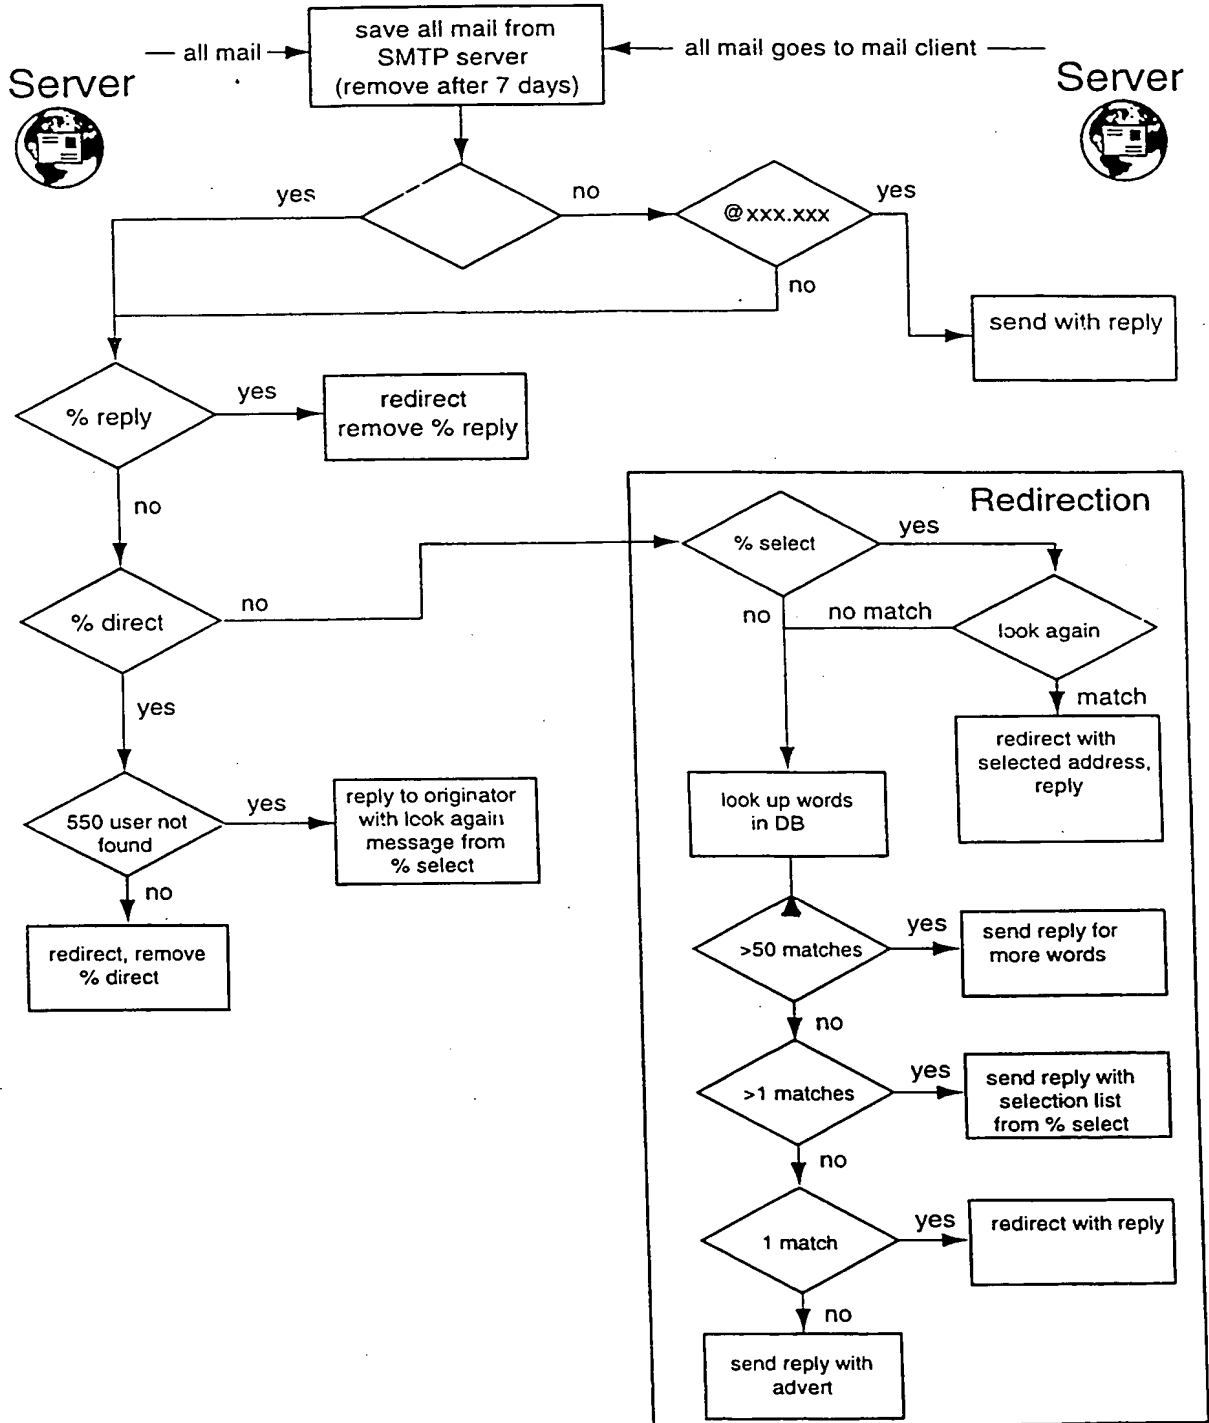 save all mail from
SMTP server
(remove after 7 days)
all mail
all mail goes to mail client
Server
Server
yes
no
@xxx.xxx
yes
no
send with reply
% reply
yes
redirect
remove % reply
no
Redirection
% select
yes
% direct
no
no
no match
look again
yes
match
redirect with
selected address,
reply
look up words
in DB
550 user not
found
yes
reply to originator
with look again
message from
% select
no
redirect, remove
% direct
>50 matches
yes
send reply for
more words
no
>1 matches
yes
send reply with
selection list
from % select
no
1 match
yes
redirect with reply
no
send reply with
advert